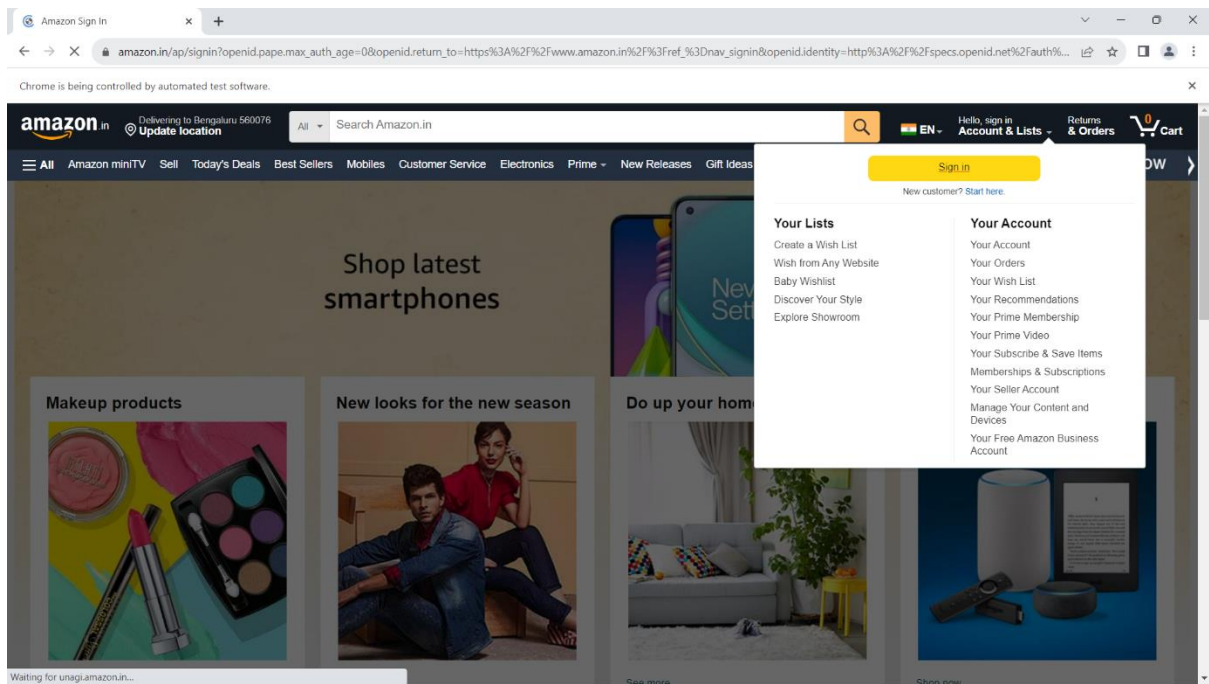 Amazon Sign In
amazon.in/ap/signin?openid.pape.max_auth_age=0&openid.return_to=https%3A%2F%2Fwww.amazon.in%2F%3Fref_%3Dnav_signin&openid.identity=http%3A%2F%2Fspecs.openid.net%2Fauth%...
Chrome is being controlled by automated test software.
amazon.in
Delivering to Bengaluru 560076
Update location
All
Search Amazon.in
EN
Hello, sign in
Account & Lists
Returns
& Orders
0
Cart
All Amazon miniTV Sell Today's Deals Best Sellers Mobiles Customer Service Electronics Prime New Releases Gift Ideas
OW
Sign in
New customer? Start here.
Your Lists
Create a Wish List
Wish from Any Website
Baby Wishlist
Discover Your Style
Explore Showroom
Your Account
Your Account
Your Orders
Your Wish List
Your Recommendations
Your Prime Membership
Your Prime Video
Your Subscribe & Save Items
Memberships & Subscriptions
Your Seller Account
Manage Your Content and
Devices
Your Free Amazon Business
Account
Shop latest
smartphones
New
Sett
Makeup products
New looks for the new season
Do up your hom
See more
Shop now
Waiting for unagi.amazon.in...